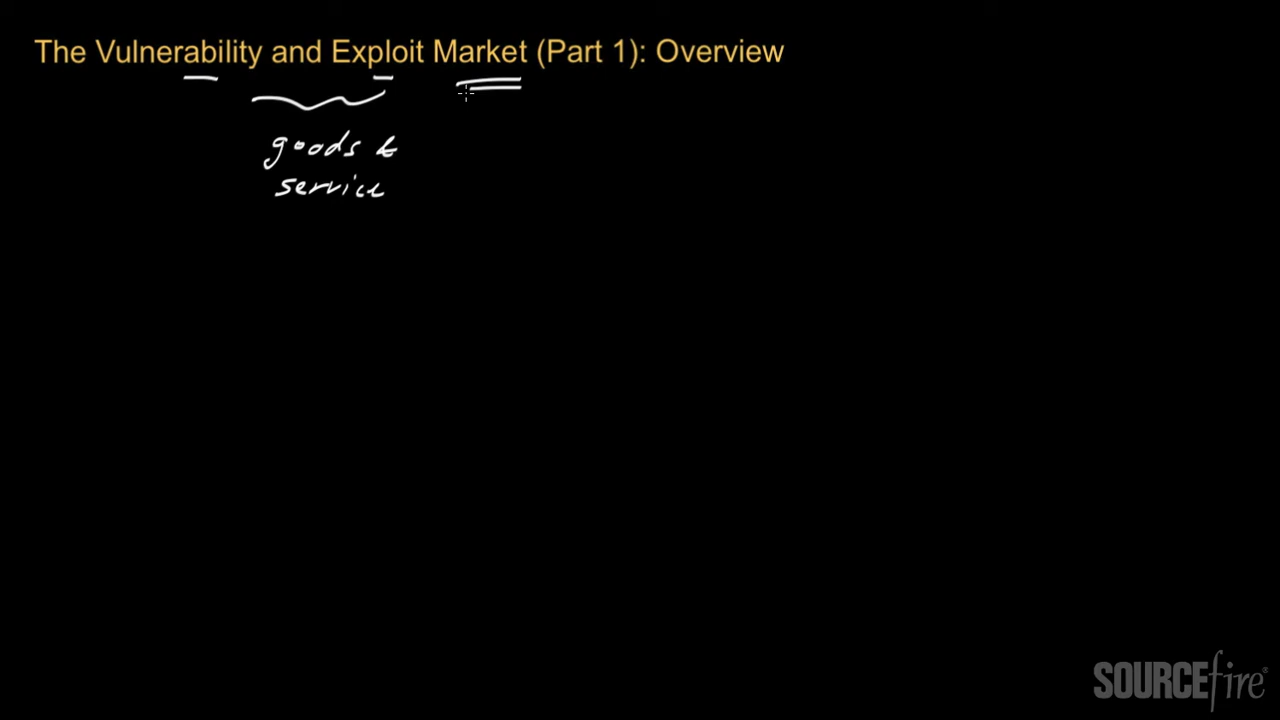 The Vulnerability and Exploit Market (Part 1): Overview
goods &
service
SOURCEfire®